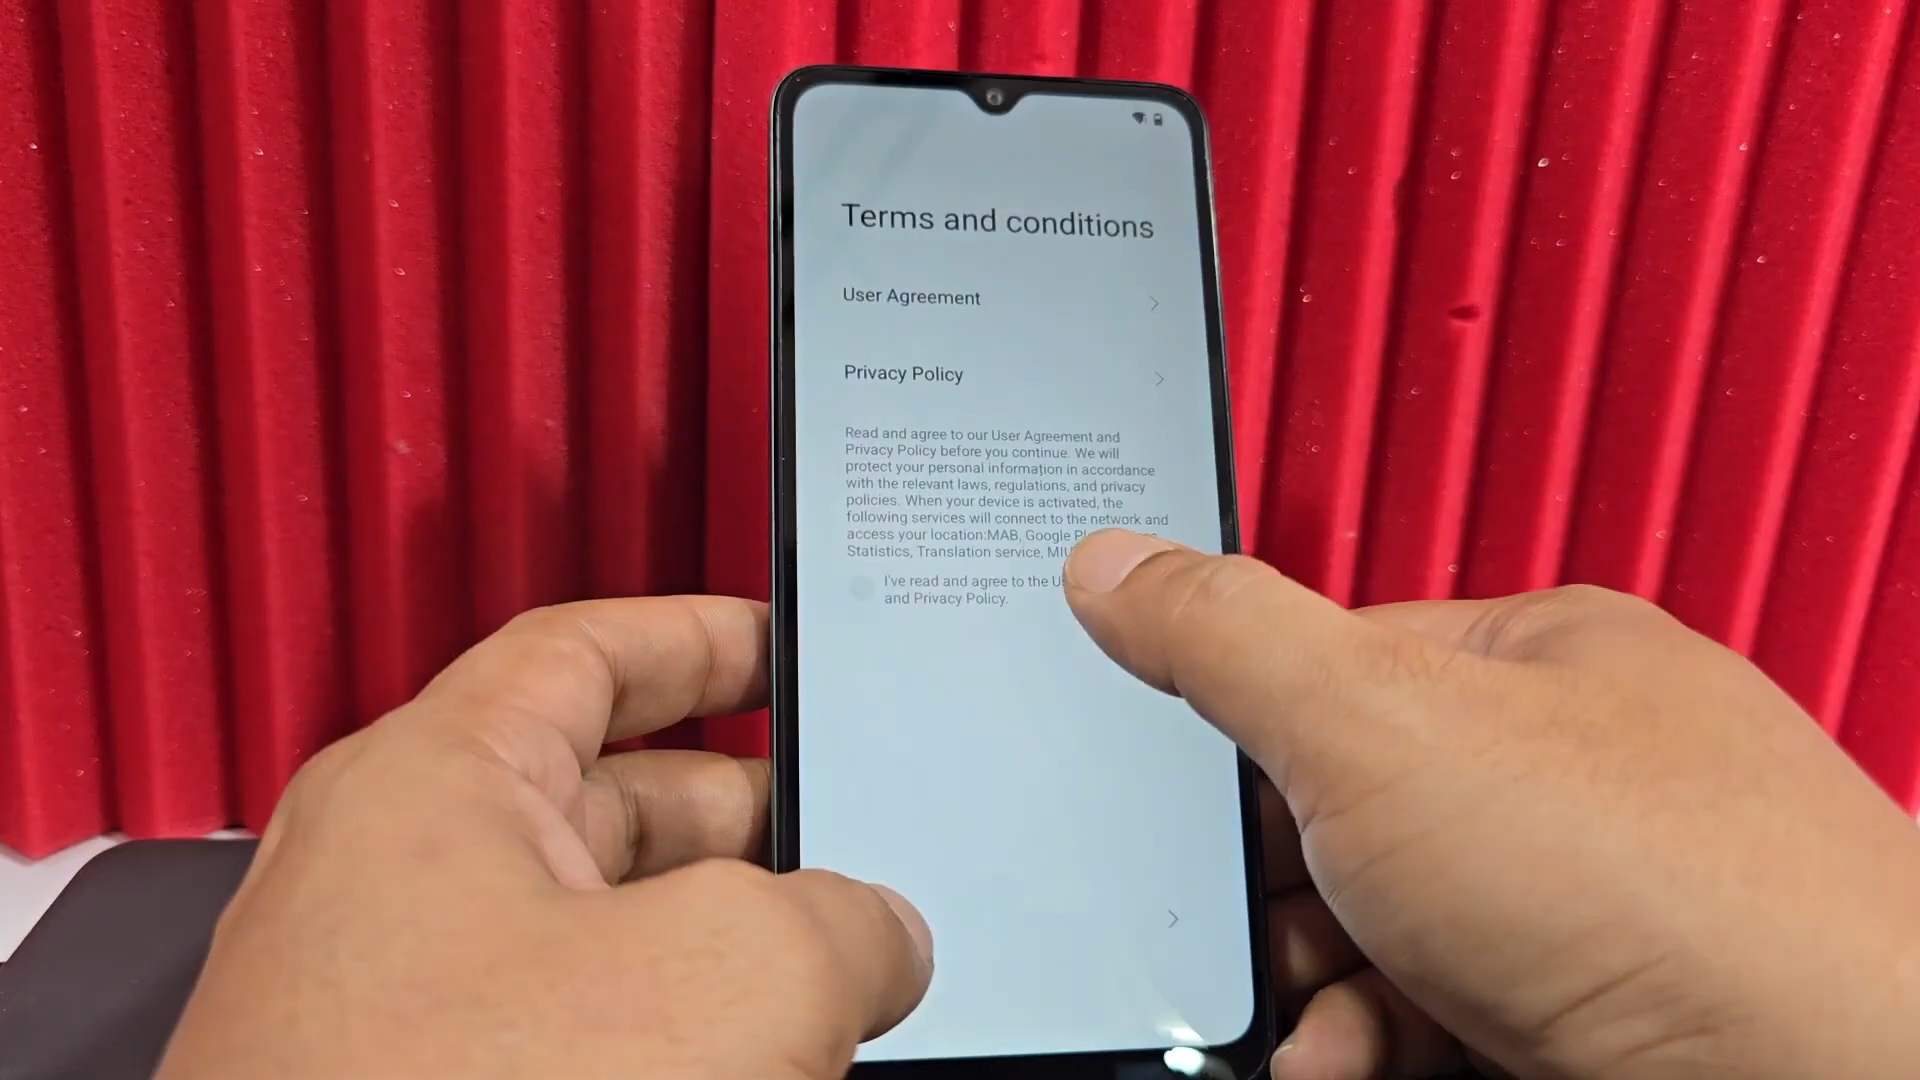 Terms and conditions
User Agreement
Privacy Policy
Read and agree to our User Agreement and
Privacy Policy before you continue. We will
protect your personal information in accordance
with the relevant laws, regulations, and privacy
policies. When your device is activated, the
following services will connect to the network and
access your location:MAB, Google
Statistics, Translation service,
I've read and agree to the
and Privacy Policy.